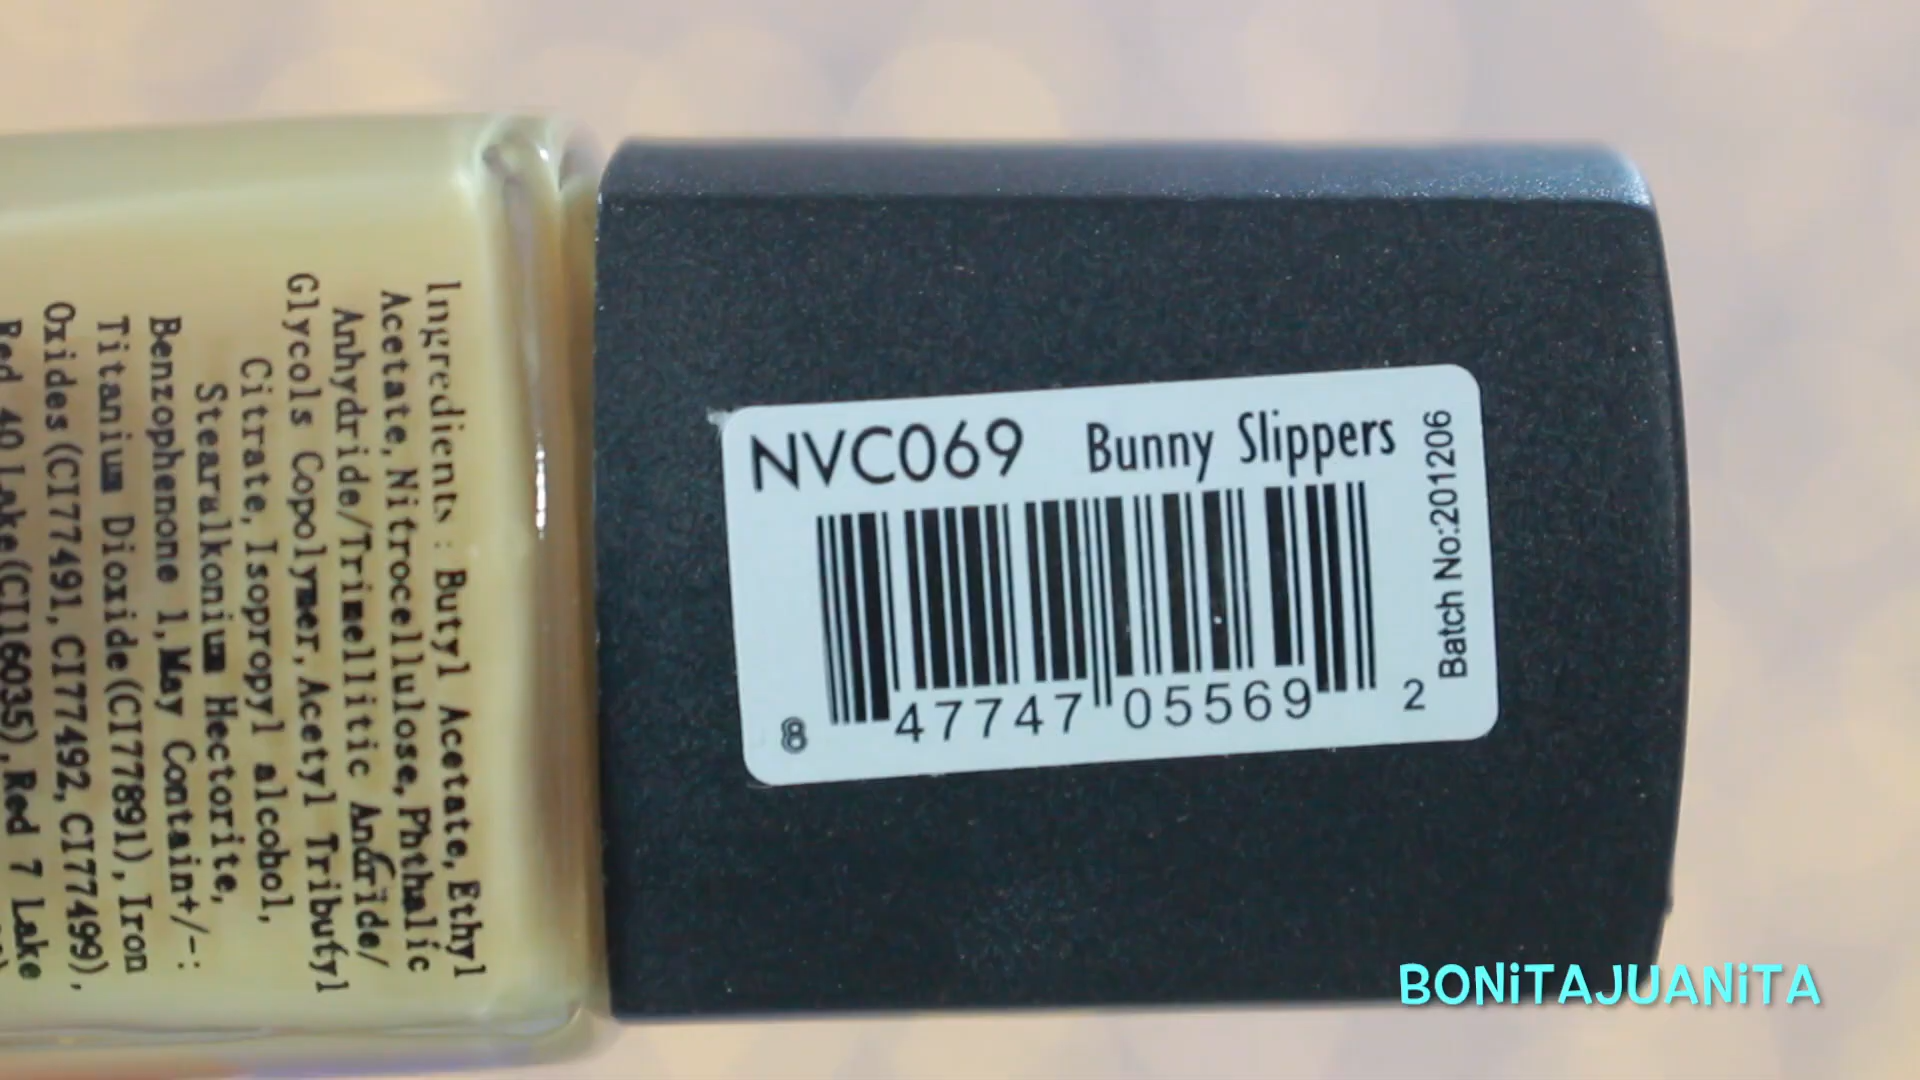 NVC069 Bunny Slippers
8 47747 05569 2
Batch No:201206
Ingredients : Butyl Acetate, Ethyl
Acetate, Nitrocellulose, Phthalic
Anhydride/Trimellitic
Glycols Copolymer, Acetyl Tributyl
Citrate, Isopropyl alcohol,
Stearalkonium Hectorite,
Benzophenone 1, May Contain+/-:
Titanium Dioxide(CI77891), Iron
Oxides(CI77491, CI77492, CI77499),
Red 40 Lake(CI16035), Red 7 Lake
BONiTAJUANiTA